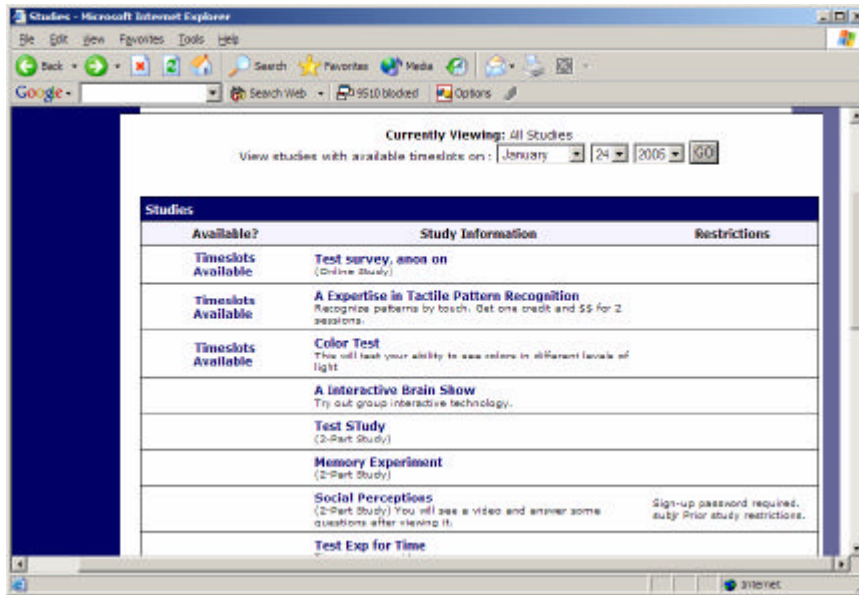 Studies - Microsoft Internet Explorer
File Edit View Favorites Tools Help
Back Search Favorites Media
Google Search Web 9510 blocked Options
Currently Viewing: All Studies
View studies with available timeslots on : January 24 2005 GO
Studies
Available? Study Information Restrictions
Timeslots Available
Test survey, anon on
(Online Study)
Timeslots Available
A Expertise in Tactile Pattern Recognition
Recognize patterns by touch. Get one credit and $$ for 2
sessions.
Timeslots Available
Color Test
This will test your ability to see colors in different levels of
light
A Interactive Brain Show
Try out group interactive technology.
Test STudy
(2-Part Study)
Memory Experiment
(2-Part Study)
Social Perceptions
(2-Part Study) You will see a video and answer some
questions after viewing it.
Sign-up password required.
subjr Prior study restrictions.
Test Exp for Time
Internet